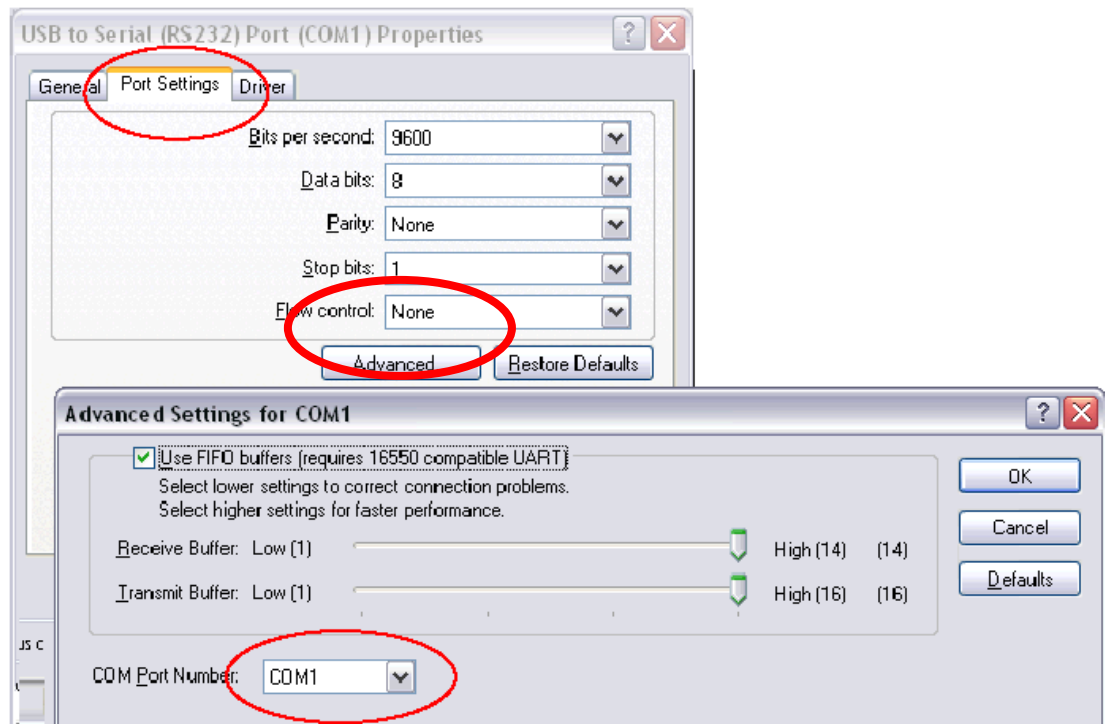 USB to Serial (RS232) Port (COM1) Properties
General Port Settings Driver
Bits per second: 9600
Data bits: 8
Parity: None
Stop bits: 1
Flow control: None
Advanced Restore Defaults
Advanced Settings for COM1
Use FIFO buffers (requires 16550 compatible UART)
OK
Select lower settings to correct connection problems.
Select higher settings for faster performance.
Cancel
Receive Buffer: Low (1) High (14) (14)
Defaults
Transmit Buffer: Low (1) High (16) (16)
COM Port Number: COM1